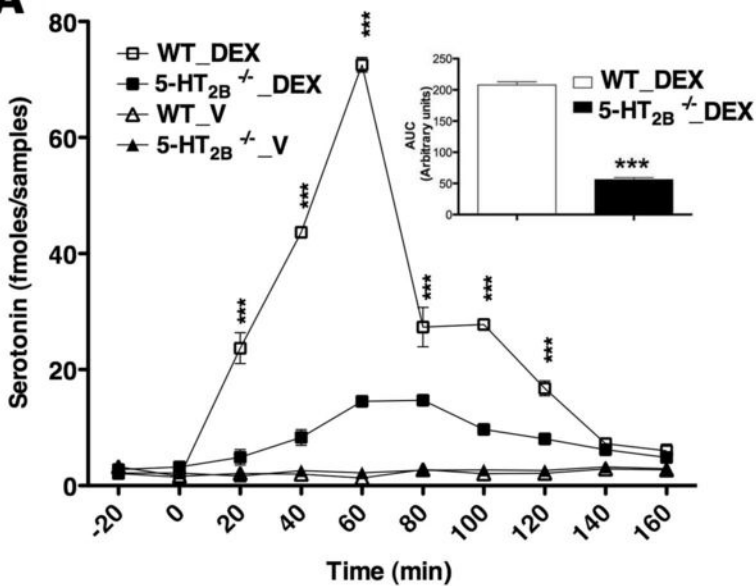 A
WT_DEX
5-HT2B -/-_DEX
WT_V
5-HT2B -/-_V
Serotonin (fmoles/samples)
80
60
40
20
0
***
***
***
***
***
***
-20 0 20 40 60 80 100 120 140 160
Time (min)
AUC
(Arbitrary units)
250
200
150
100
50
0
***
WT_DEX
5-HT2B -/-_DEX